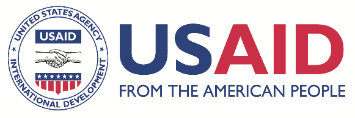 UNITED STATES AGENCY
USAID
INTERNATIONAL DEVELOPMENT
USAID
FROM THE AMERICAN PEOPLE